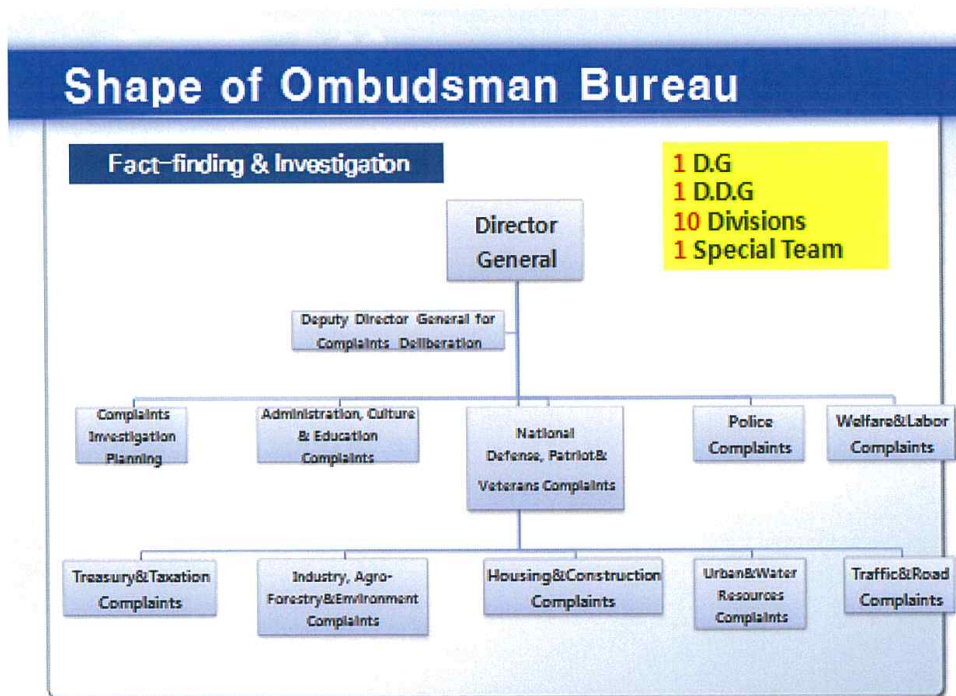 Shape of Ombudsman Bureau
Fact-finding & Investigation
1 D.G
1 D.D.G
10 Divisions
1 Special Team
Director
General
Deputy Director General for
Complaints Deliberation
Complaints
Investigation
Planning
Administration, Culture
& Education
Complaints
National
Defense, Patriot&
Veterans Complaints
Police
Complaints
Welfare&Labor
Complaints
Treasury&Taxation
Complaints
Industry, Agro-
Forestry&Environment
Complaints
Housing&Construction
Complaints
Urban&Water
Resources
Complaints
Traffic&Road
Complaints